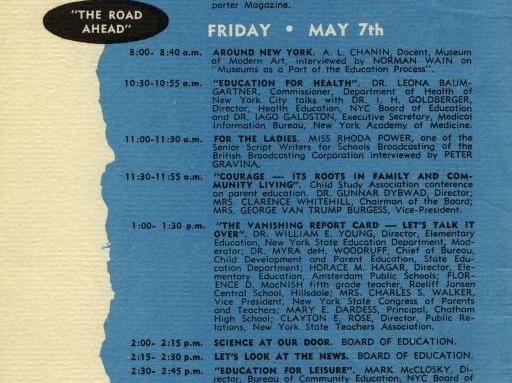 porter Magazine.
"THE ROAD
AHEAD"
FRIDAY • MAY 7th
8:00- 8:40 a.m. AROUND NEW YORK. A. L. CHANIN, Docent, Museum
of Modern Art, interviewed by NORMAN WAIN on
"Museums as a Part of the Education Process".
10:30-10:55 a.m. "EDUCATION FOR HEALTH". DR. LEONA BAUM-
GARTNER, Commissioner, Department of Health of
New York City talks with DR. I. H. GOLDBERGER,
Director, Health Education, NYC Board of Education
and DR. IAGO GALDSTON, Executive Secretary, Medical
Information Bureau, New York Academy of Medicine.
11:00-11:30 a.m. FOR THE LADIES. MISS RHODA POWER, one of the
Senior Script Writers for Schools Broadcasting of the
British Broadcasting Corporation interviewed by PETER
GRAVINA.
11:30-11:55 a.m. "COURAGE — ITS ROOTS IN FAMILY AND COM-
MUNITY LIVING". Child Study Association conference
on parent education. DR. GUNNAR DYBWAD, Director;
MRS. CLARENCE WHITEHILL, Chairman of the Board;
MRS. GEORGE VAN TRUMP BURGESS, Vice-President.
1:00- 1:30 p.m. "THE VANISHING REPORT CARD — LET'S TALK IT
OVER". DR. WILLIAM E. YOUNG, Director, Elementary
Education, New York State Education Department, Mod-
erator; DR. MYRA deH. WOODRUFF, Chief of Bureau,
Child Development and Parent Education, State Edu-
cation Department; HORACE M. HAGAR, Director, Ele-
mentary Education, Amsterdam Public Schools; FLOR-
ENCE D. MacNISH fifth grade teacher, Roeliff Jansen
Central School, Hillsdale; MRS. CHARLES S. WALKER,
Vice President, New York State Congress of Parents
and Teachers; MARY E. DARDESS, Principal, Chatham
High School; CLAYTON E. ROSE, Director, Public Re-
lations, New York State Teachers Association.
2:00- 2:15 p.m. SCIENCE AT OUR DOOR. BOARD OF EDUCATION.
2:15- 2:30 p.m. LET'S LOOK AT THE NEWS. BOARD OF EDUCATION.
2:30- 2:45 p.m. "EDUCATION FOR LEISURE". MARK McCLOSKY, Di-
rector, Bureau of Community Education, NYC Board of